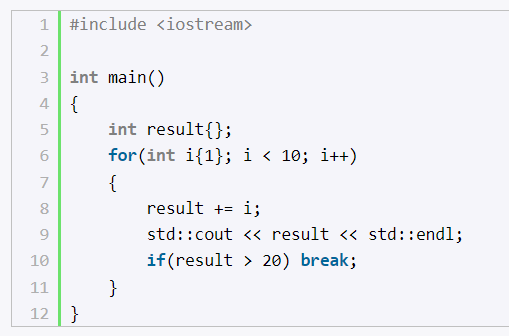 1 #include <iostream>
2
3 int main()
4 {
5     int result{};
6     for(int i{1}; i < 10; i++)
7     {
8         result += i;
9         std::cout << result << std::endl;
10         if(result > 20) break;
11     }
12 }